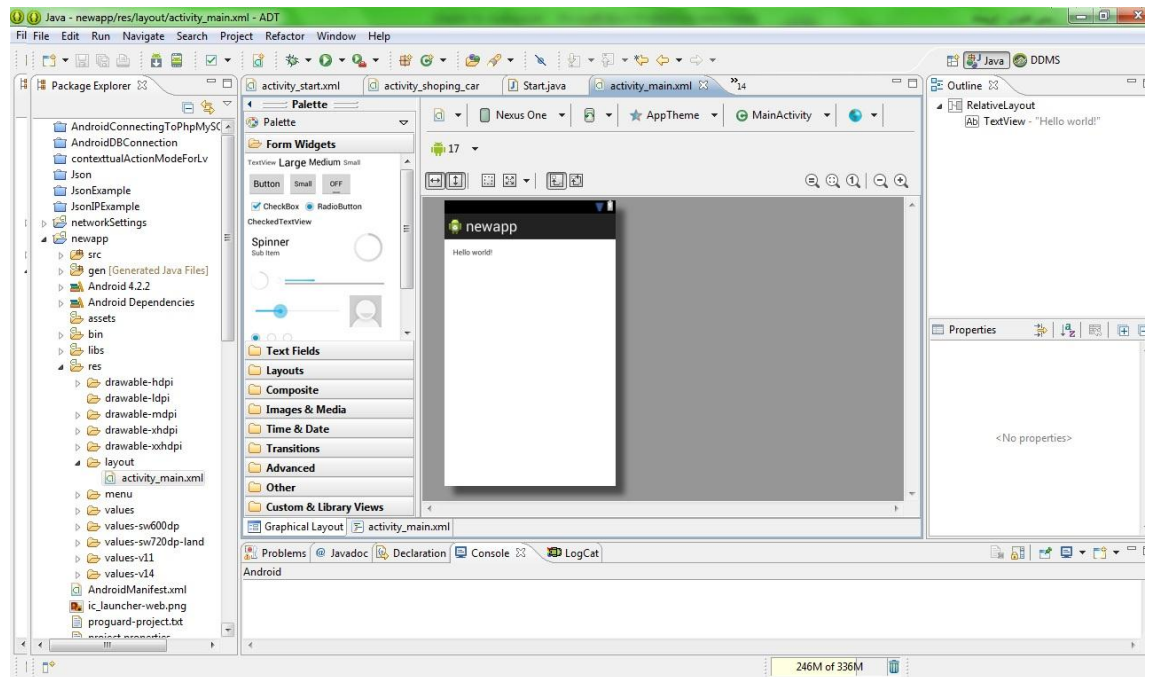 Java - newapp/res/layout/activity_main.xml - ADT
Fil File Edit Run Navigate Search Project Refactor Window Help
Java DDMS
Package Explorer
activity_start.xml activity_shoping_car Start.java activity_main.xml 14
Outline
AndroidConnectingToPhpMySC
AndroidDBConnection
contexttualActionModeForLv
Json
JsonExample
JsonIPExample
networkSettings
newapp
src
gen [Generated Java Files]
Android 4.2.2
Android Dependencies
assets
bin
libs
res
drawable-hdpi
drawable-ldpi
drawable-mdpi
drawable-xhdpi
drawable-xxhdpi
layout
activity_main.xml
menu
values
values-sw600dp
values-sw720dp-land
values-v11
values-v14
AndroidManifest.xml
ic_launcher-web.png
proguard-project.txt
project.properties
Palette
Palette
Form Widgets
TextView Large Medium Small
Button Small OFF
CheckBox RadioButton
CheckedTextView
Spinner
Sub Item
Text Fields
Layouts
Composite
Images & Media
Time & Date
Transitions
Advanced
Other
Custom & Library Views
Nexus One AppTheme MainActivity
17
newapp
Hello world!
Graphical Layout activity_main.xml
RelativeLayout
Ab TextView - "Hello world!"
Properties
<No properties>
Problems @ Javadoc Declaration Console LogCat
Android
246M of 336M